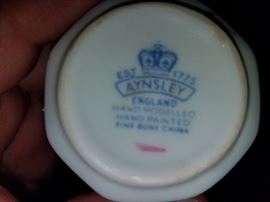 EST 1775
AYNSLEY
ENGLAND
HAND MODELLED
HAND PAINTED
FINE BONE CHINA